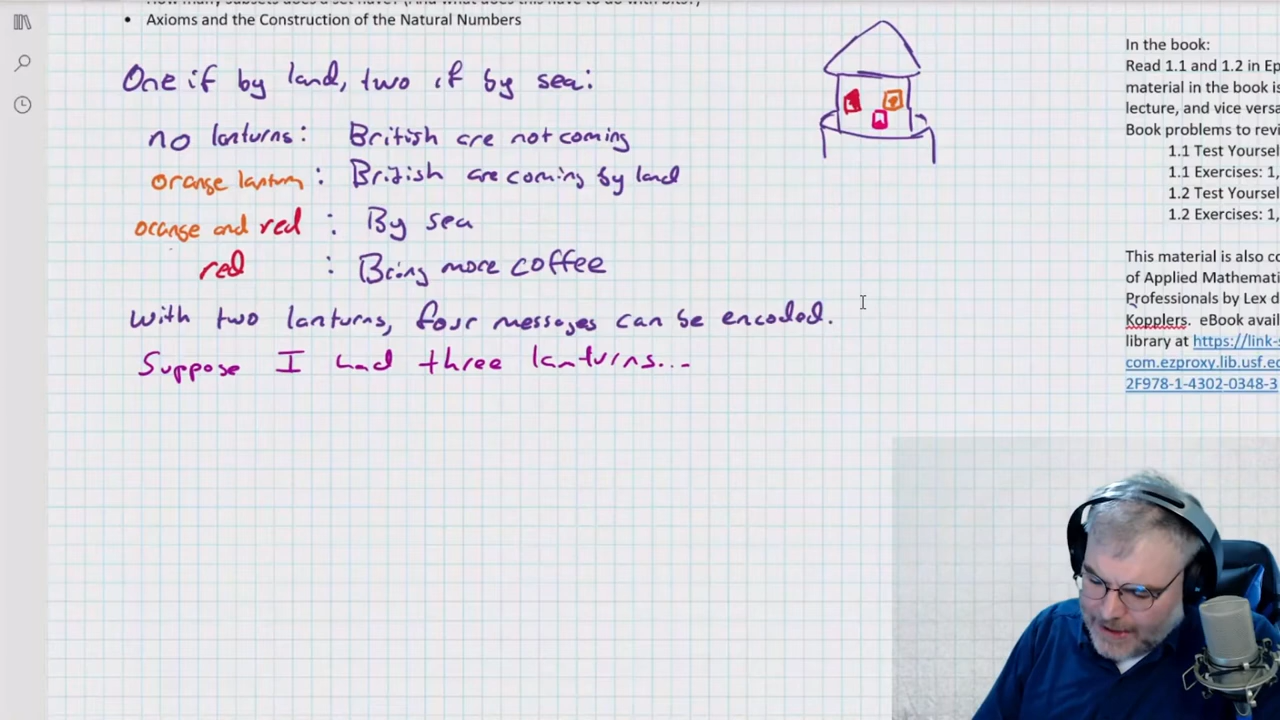 • Axioms and the Construction of the Natural Numbers
One if by land, two if by sea:
no lanturns: British are not coming
orange lanturn: British are coming by land
orange and red : By sea
red : Bring more coffee
With two lanturns, four messages can be encoded.
Suppose I had three lanturns...
In the book:
Read 1.1 and 1.2 in Ep
material in the book is
lecture, and vice versa
Book problems to revi
1.1 Test Yoursel
1.1 Exercises: 1,
1.2 Test Yoursel
1.2 Exercises: 1,
This material is also co
of Applied Mathemati
Professionals by Lex d
Kopplers. eBook avail
library at https://link-s
com.ezproxy.lib.usf.ed
2F978-1-4302-0348-3